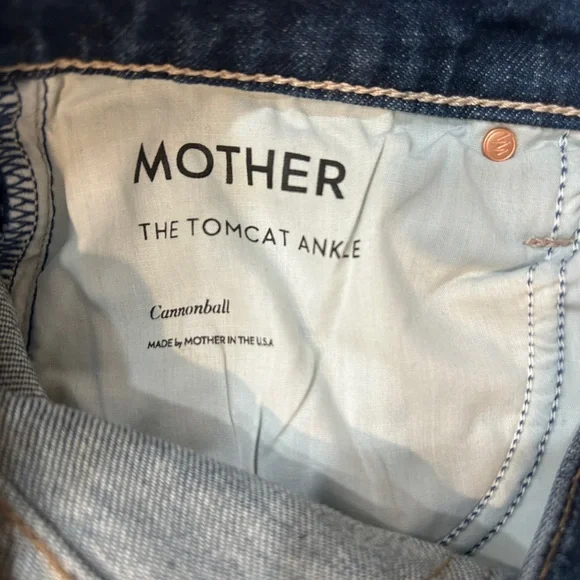 MOTHER
THE TOMCAT ANKLE
Cannonball
MADE by MOTHER IN THE U.S.A